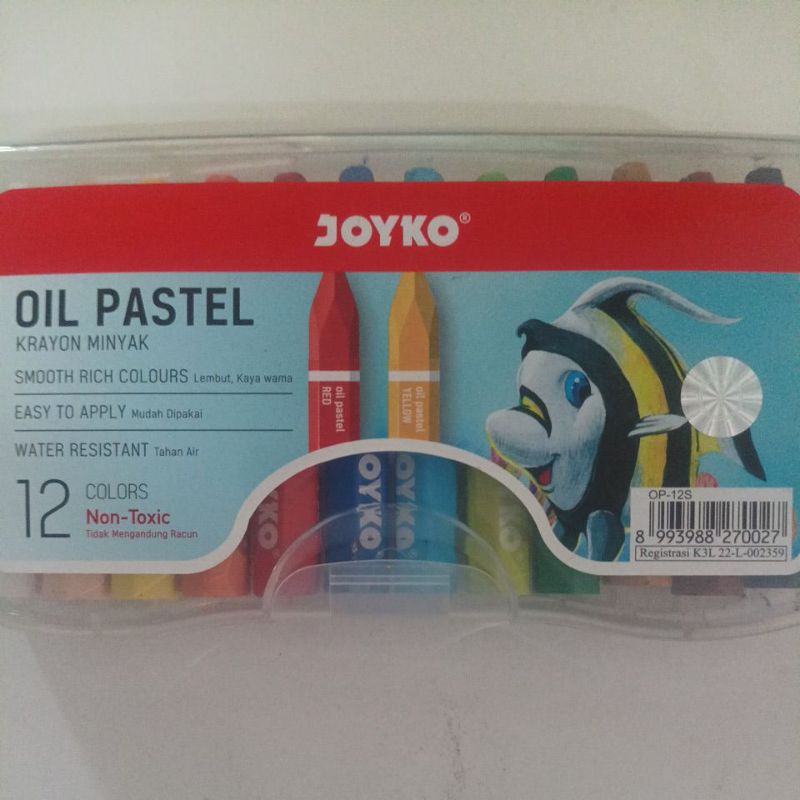 JOYKO®
OIL PASTEL
KRAYON MINYAK
SMOOTH RICH COLOURS Lembut, Kaya warna
EASY TO APPLY Mudah Dipakai
WATER RESISTANT Tahan Air
12 COLORS
Non-Toxic
Tidak Mengandung Racun
oil pastel
RED
oil pastel
YELLOW
OYKO
JOYKO
JOYKO
OP-12S
8 993988 270027
Registrasi K3L 22-L-002359